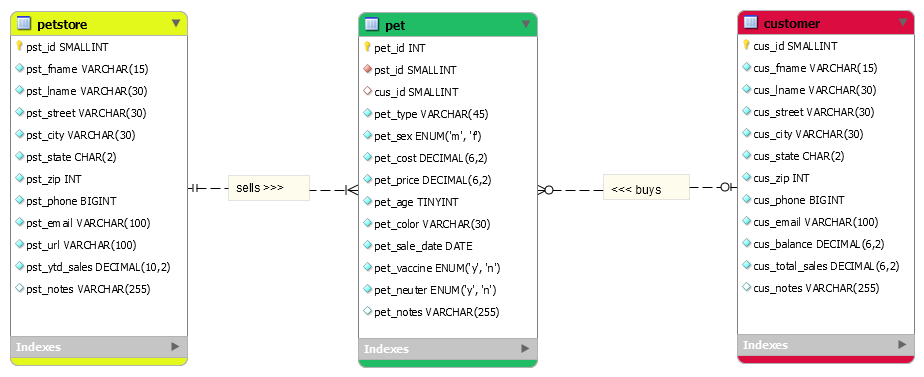 petstore
pst_id SMALLINT
pst_fname VARCHAR(15)
pst_lname VARCHAR(30)
pst_street VARCHAR(30)
pst_city VARCHAR(30)
pst_state CHAR(2)
pst_zip INT
pst_phone BIGINT
pst_email VARCHAR(100)
pst_url VARCHAR(100)
pst_ytd_sales DECIMAL(10,2)
pst_notes VARCHAR(255)
Indexes
sells >>>
pet
pet_id INT
pst_id SMALLINT
cus_id SMALLINT
pet_type VARCHAR(45)
pet_sex ENUM('m', 'f')
pet_cost DECIMAL(6,2)
pet_price DECIMAL(6,2)
pet_age TINYINT
pet_color VARCHAR(30)
pet_sale_date DATE
pet_vaccine ENUM('y', 'n')
pet_neuter ENUM('y', 'n')
pet_notes VARCHAR(255)
Indexes
<<< buys
customer
cus_id SMALLINT
cus_fname VARCHAR(15)
cus_lname VARCHAR(30)
cus_street VARCHAR(30)
cus_city VARCHAR(30)
cus_state CHAR(2)
cus_zip INT
cus_phone BIGINT
cus_email VARCHAR(100)
cus_balance DECIMAL(6,2)
cus_total_sales DECIMAL(6,2)
cus_notes VARCHAR(255)
Indexes